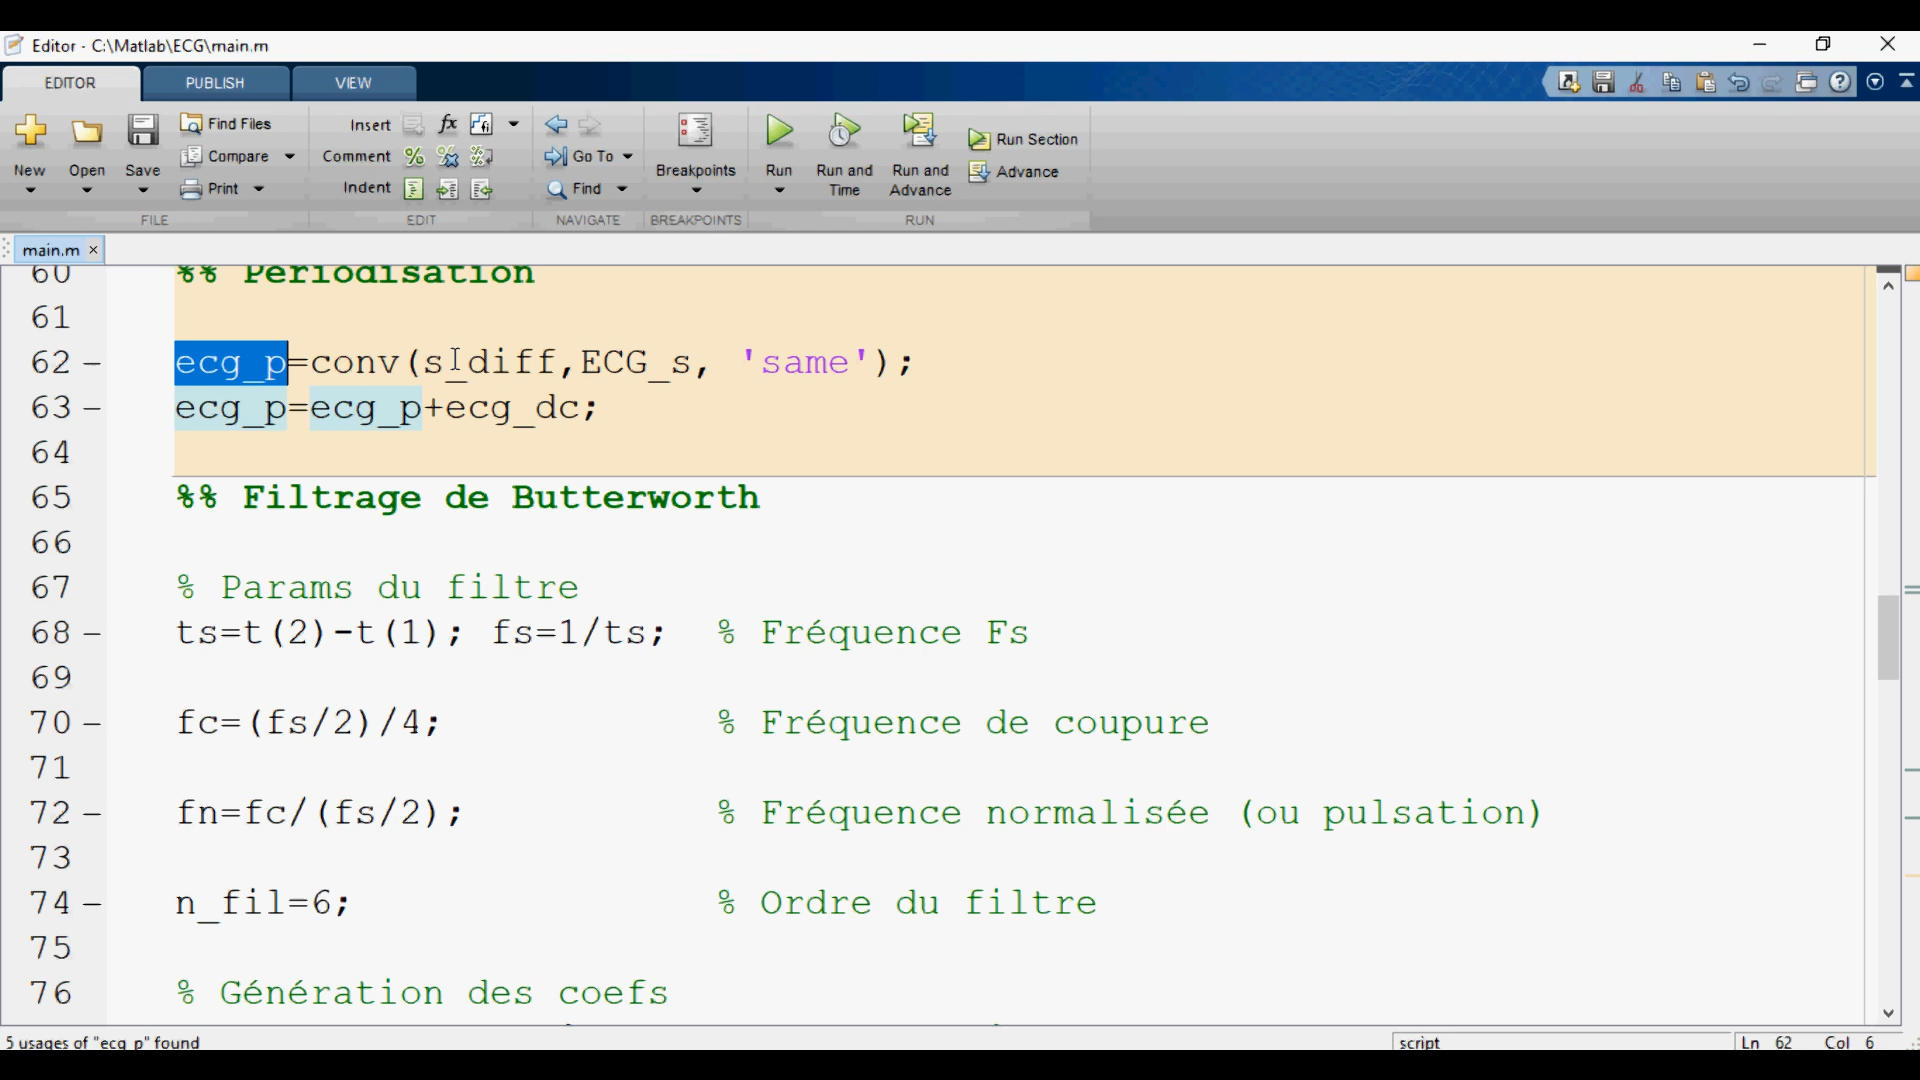 Editor - C:\Matlab\ECG\main.m
EDITOR PUBLISH VIEW
New Open Save
Find Files
Compare
Print
FILE
Insert fx fi
Comment
Indent
EDIT
Go To
Find
NAVIGATE
Breakpoints
BREAKPOINTS
Run
Run and Time
Run and Advance
Run Section
Advance
RUN
main.m ×
60 %% Periodisation
61
62 – ecg_p=conv(s_diff,ECG_s, 'same');
63 – ecg_p=ecg_p+ecg_dc;
64
65 %% Filtrage de Butterworth
66
67 % Params du filtre
68 – ts=t(2)-t(1); fs=1/ts; % Fréquence Fs
69
70 – fc=(fs/2)/4; % Fréquence de coupure
71
72 – fn=fc/(fs/2); % Fréquence normalisée (ou pulsation)
73
74 – n_fil=6; % Ordre du filtre
75
76 % Génération des coefs
5 usages of "ecg_p" found script Ln 62 Col 6